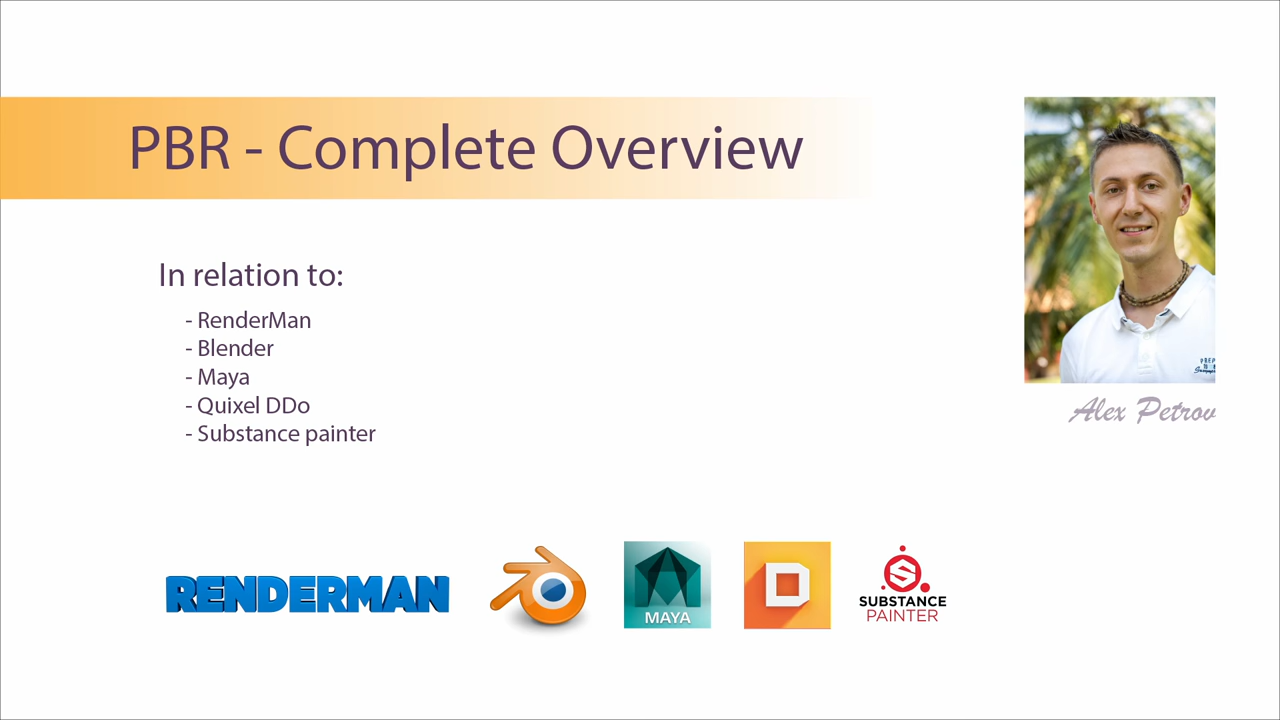 PBR - Complete Overview
In relation to:
- RenderMan
- Blender
- Maya
- Quixel DDo
- Substance painter
Alex Petrov
RENDERMAN
MAYA
D
SUBSTANCE
PAINTER